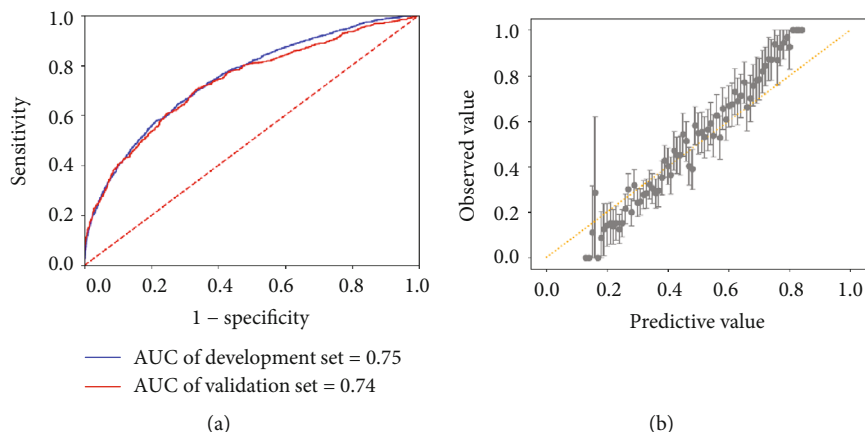 1.0
0.8
0.6
0.4
0.2
0.0
Sensitivity
0.0 0.2 0.4 0.6 0.8 1.0
1 − specificity
AUC of development set = 0.75
AUC of validation set = 0.74
(a)
1.0
0.8
0.6
0.4
0.2
0.0
Observed value
0.0 0.2 0.4 0.6 0.8 1.0
Predictive value
(b)